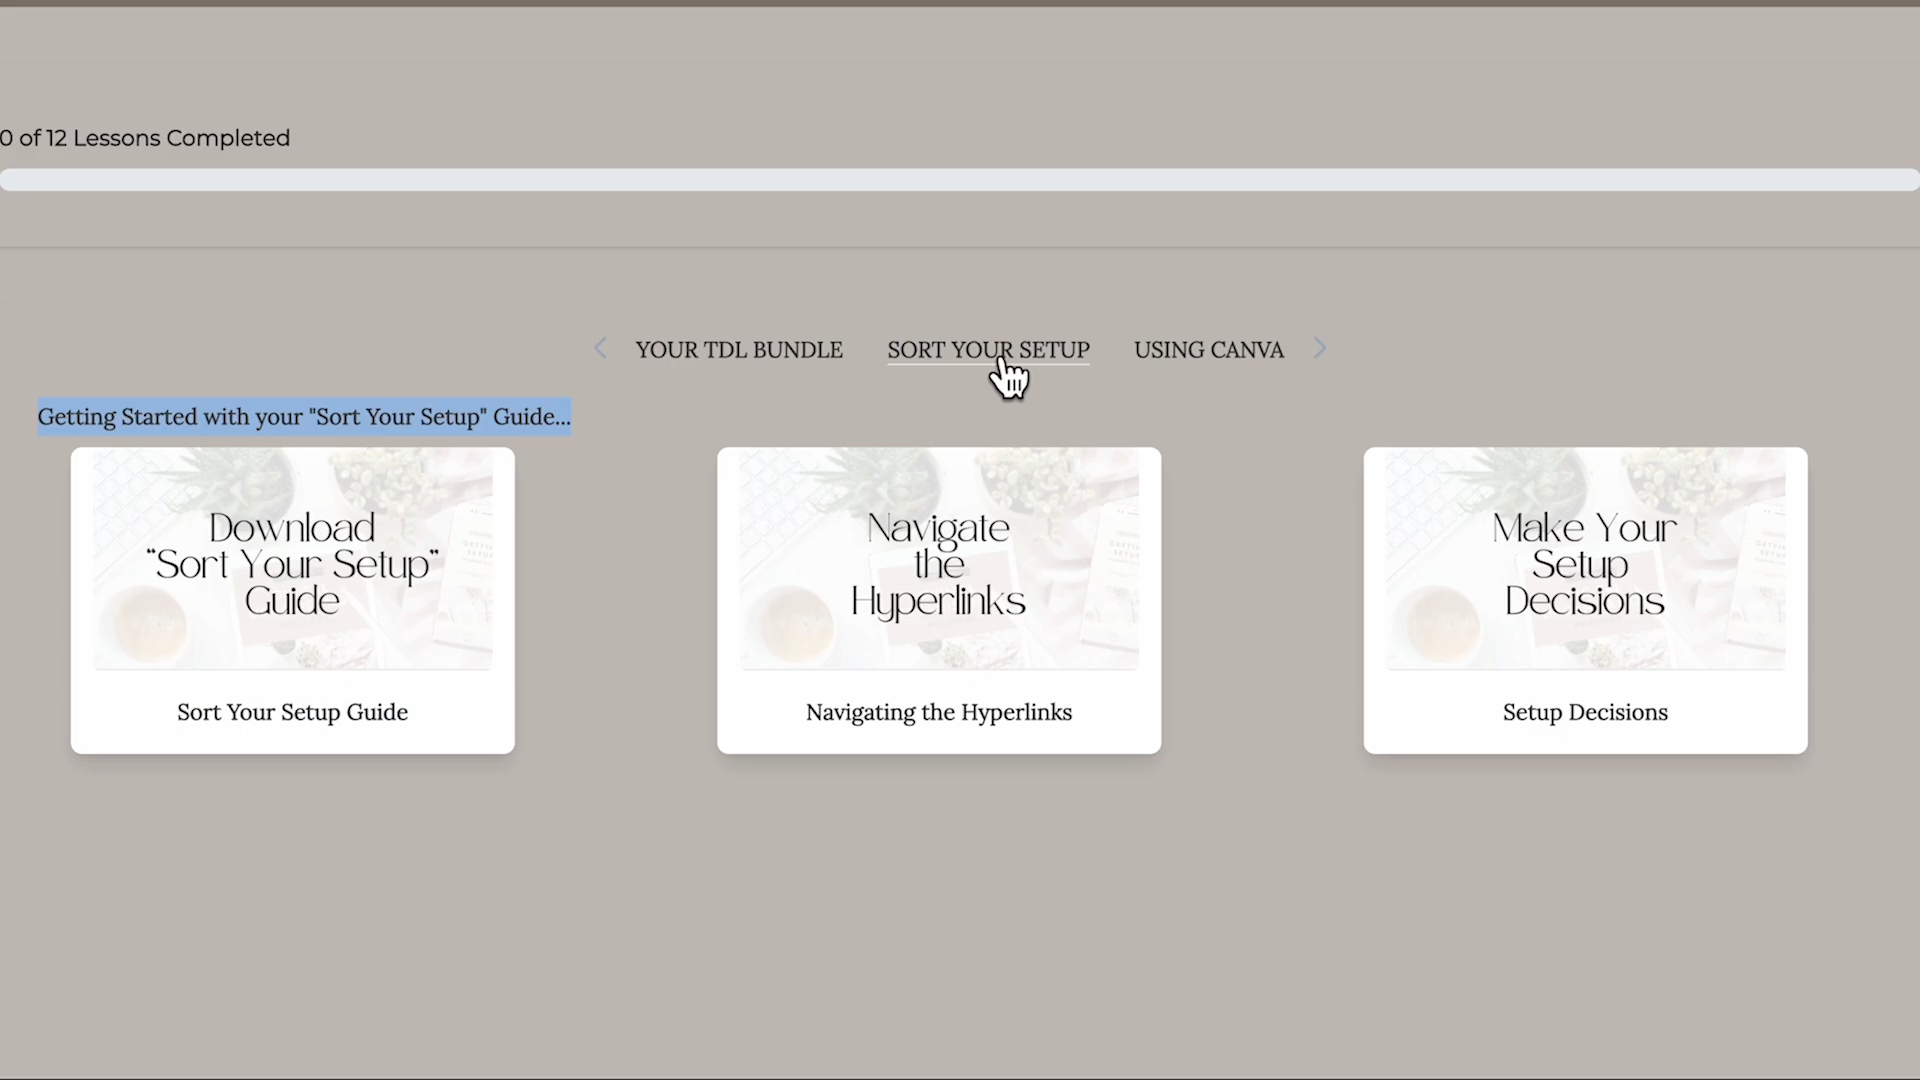 0 of 12 Lessons Completed
YOUR TDL BUNDLE
SORT YOUR SETUP
USING CANVA
Getting Started with your "Sort Your Setup" Guide...
Download
“Sort Your Setup”
Guide
Sort Your Setup Guide
Navigate
the
Hyperlinks
Navigating the Hyperlinks
Make Your
Setup
Decisions
Setup Decisions